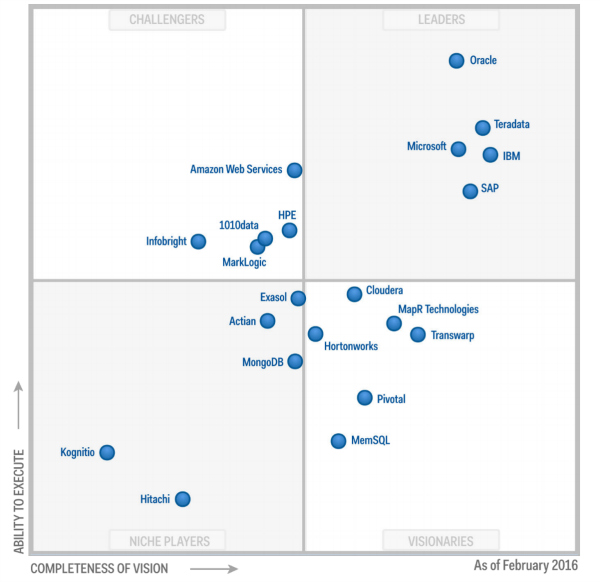 CHALLENGERS
LEADERS
Oracle
Teradata
Microsoft
IBM
Amazon Web Services
SAP
HPE
1010data
Infobright
MarkLogic
Cloudera
Exasol
MapR Technologies
Actian
Transwarp
Hortonworks
MongoDB
Pivotal
MemSQL
Kognitio
Hitachi
NICHE PLAYERS
VISIONARIES
ABILITY TO EXECUTE
COMPLETENESS OF VISION
As of February 2016